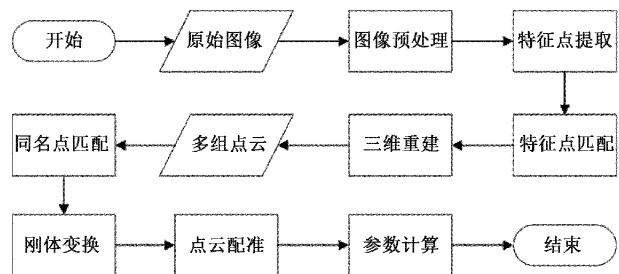 开始
原始图像
图像预处理
特征点提取
特征点匹配
三维重建
多组点云
同名点匹配
刚体变换
点云配准
参数计算
结束